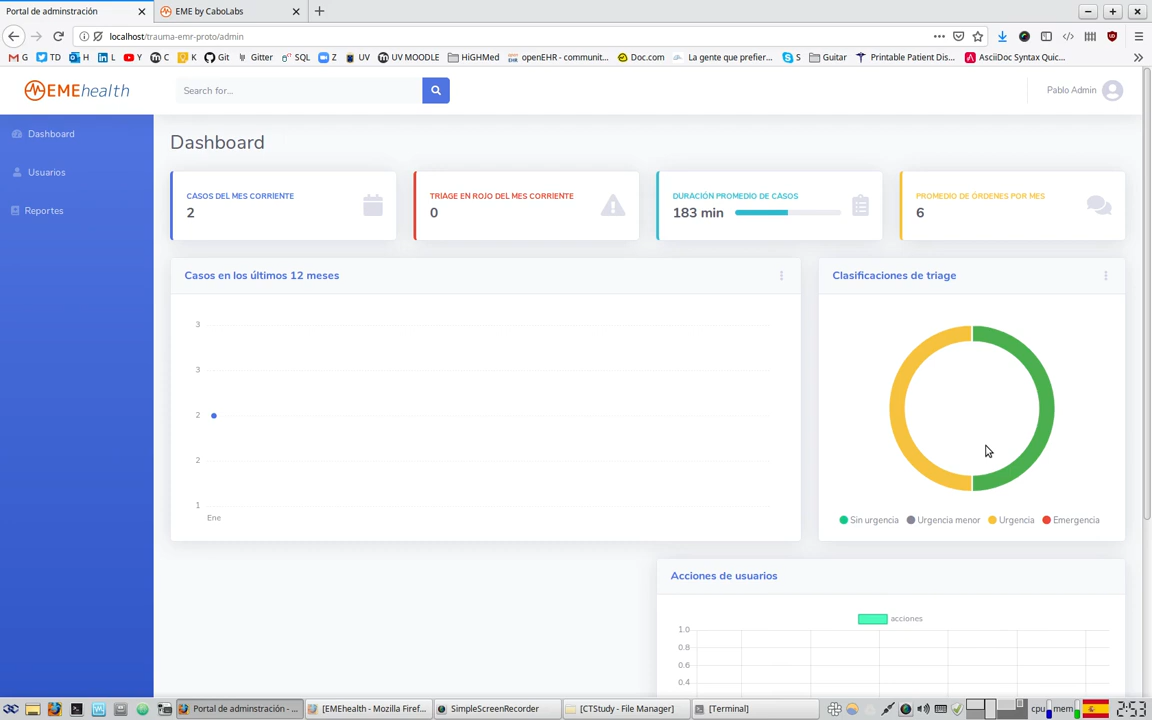 Portal de adminstración
EME by CaboLabs
localhost/trauma-emr-proto/admin
G TD H L Y C K Git Gitter SQL Z UV UV MOODLE HiGHMed openEHR - communit... Doc.com La gente que prefier... S Guitar Printable Patient Dis... AsciiDoc Syntax Quic...
EMEhealth
Search for...
Pablo Admin
Dashboard
Usuarios
Reportes
Dashboard
CASOS DEL MES CORRIENTE
2
TRIAGE EN ROJO DEL MES CORRIENTE
0
DURACIÓN PROMEDIO DE CASOS
183 min
PROMEDIO DE ÓRDENES POR MES
6
Casos en los últimos 12 meses
3
3
2
2
1
Ene
Clasificaciones de triage
Sin urgencia Urgencia menor Urgencia Emergencia
Acciones de usuarios
acciones
1.0
0.8
0.6
0.4
Portal de adminstración - ... [EMEhealth - Mozilla Firef... SimpleScreenRecorder [CTStudy - File Manager] [Terminal] cpu mem 2:53